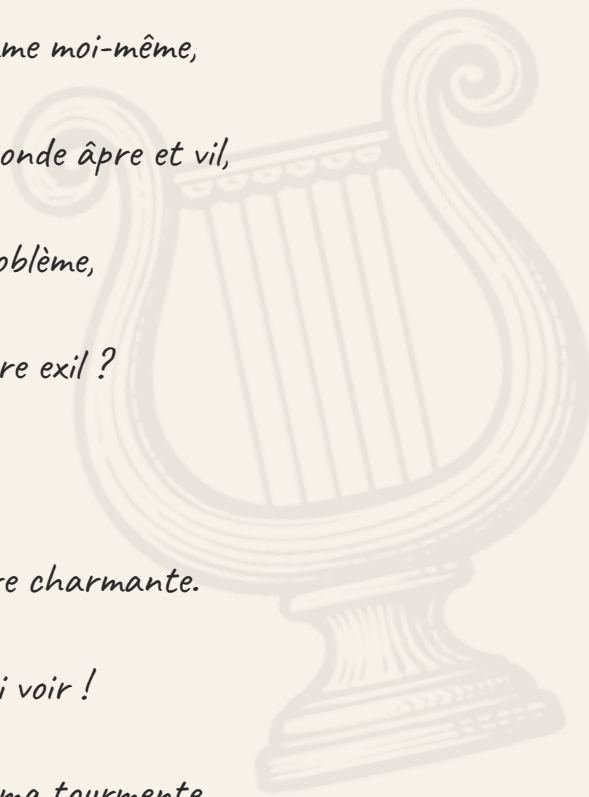 me moi-même,
onde âpre et vil,
oblème,
re exil ?
re charmante.
i voir !
ma tourmente